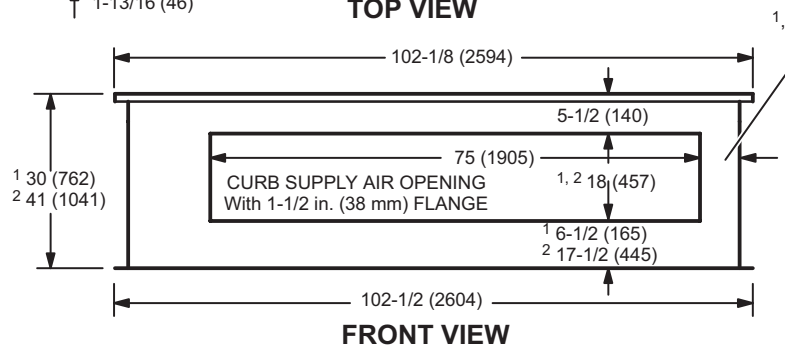 1-13/16 (46)
TOP VIEW
1,
102-1/8 (2594)
5-1/2 (140)
75 (1905)
1 30 (762)
2 41 (1041)
CURB SUPPLY AIR OPENING
With 1-1/2 in. (38 mm) FLANGE
1, 2 18 (457)
1 6-1/2 (165)
2 17-1/2 (445)
102-1/2 (2604)
FRONT VIEW